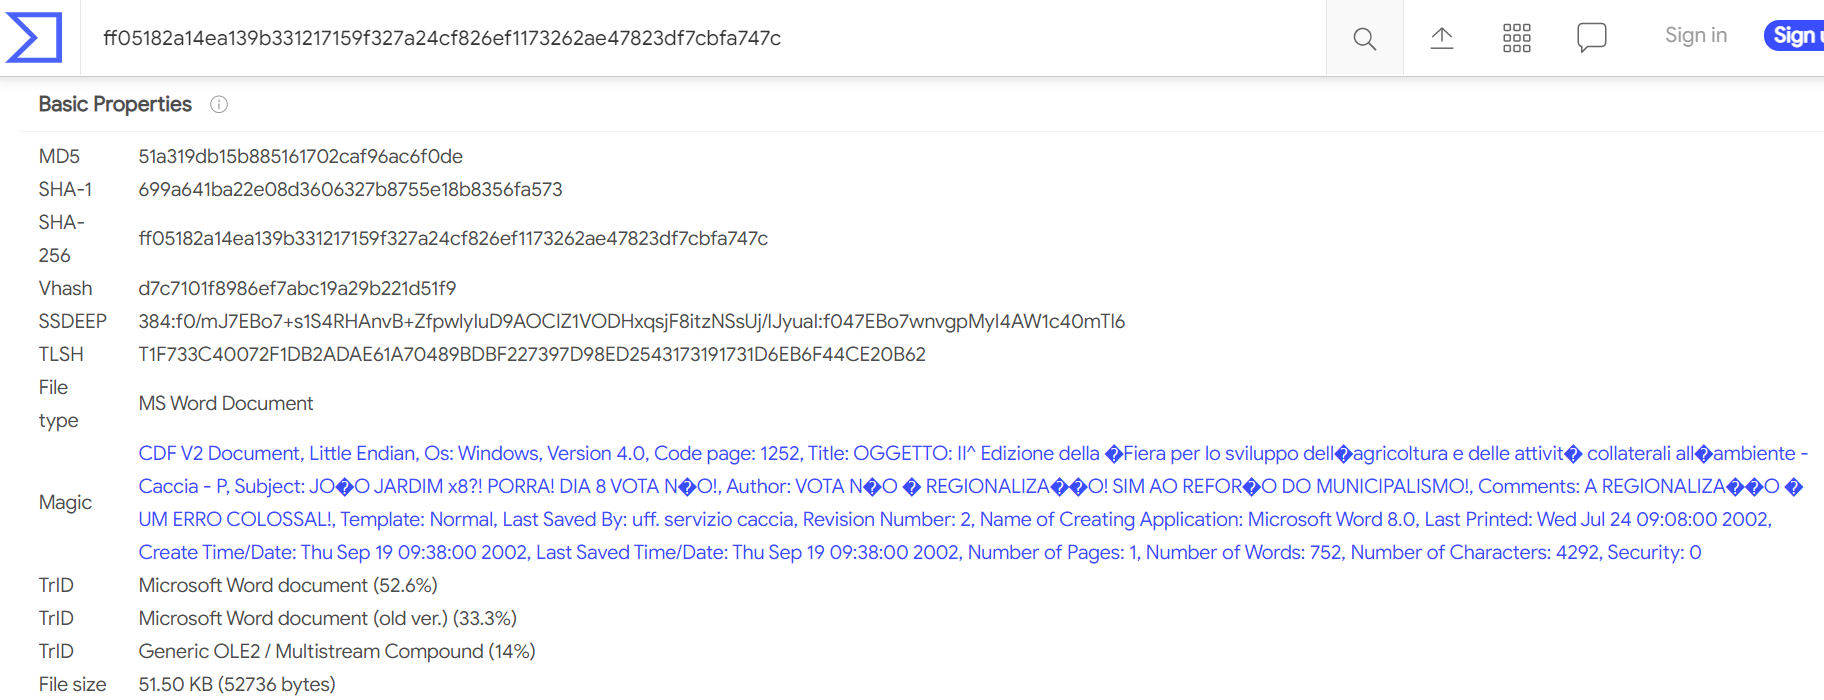 ff05182a14ea139b331217159f327a24cf826ef1173262ae47823df7cbfa747c
Sign in
Sign u
Basic Properties
MD5 51a319db15b885161702caf96ac6f0de
SHA-1 699a641ba22e08d3606327b8755e18b8356fa573
SHA-
256 ff05182a14ea139b331217159f327a24cf826ef1173262ae47823df7cbfa747c
Vhash d7c7101f8986ef7abc19a29b221d51f9
SSDEEP 384:f0/mJ7EBo7+s1S4RHAnvB+ZfpwlyluD9AOClZ1VODHxqsjF8itzNSsUj/lJyual:f047EBo7wnvgpMyl4AW1c40mTl6
TLSH T1F733C40072F1DB2ADAE61A70489BDBF227397D98ED2543173191731D6EB6F44CE20B62
File
type MS Word Document
Magic CDF V2 Document, Little Endian, Os: Windows, Version 4.0, Code page: 1252, Title: OGGETTO: II^ Edizione della �Fiera per lo sviluppo dell�agricoltura e delle attivit� collaterali all�ambiente -
Caccia - P, Subject: JO�O JARDIM x8?! PORRA! DIA 8 VOTA N�O!, Author: VOTA N�O � REGIONALIZA��O! SIM AO REFOR�O DO MUNICIPALISMO!, Comments: A REGIONALIZA��O �
UM ERRO COLOSSAL!, Template: Normal, Last Saved By: uff. servizio caccia, Revision Number: 2, Name of Creating Application: Microsoft Word 8.0, Last Printed: Wed Jul 24 09:08:00 2002,
Create Time/Date: Thu Sep 19 09:38:00 2002, Last Saved Time/Date: Thu Sep 19 09:38:00 2002, Number of Pages: 1, Number of Words: 752, Number of Characters: 4292, Security: 0
TrID Microsoft Word document (52.6%)
TrID Microsoft Word document (old ver.) (33.3%)
TrID Generic OLE2 / Multistream Compound (14%)
File size 51.50 KB (52736 bytes)